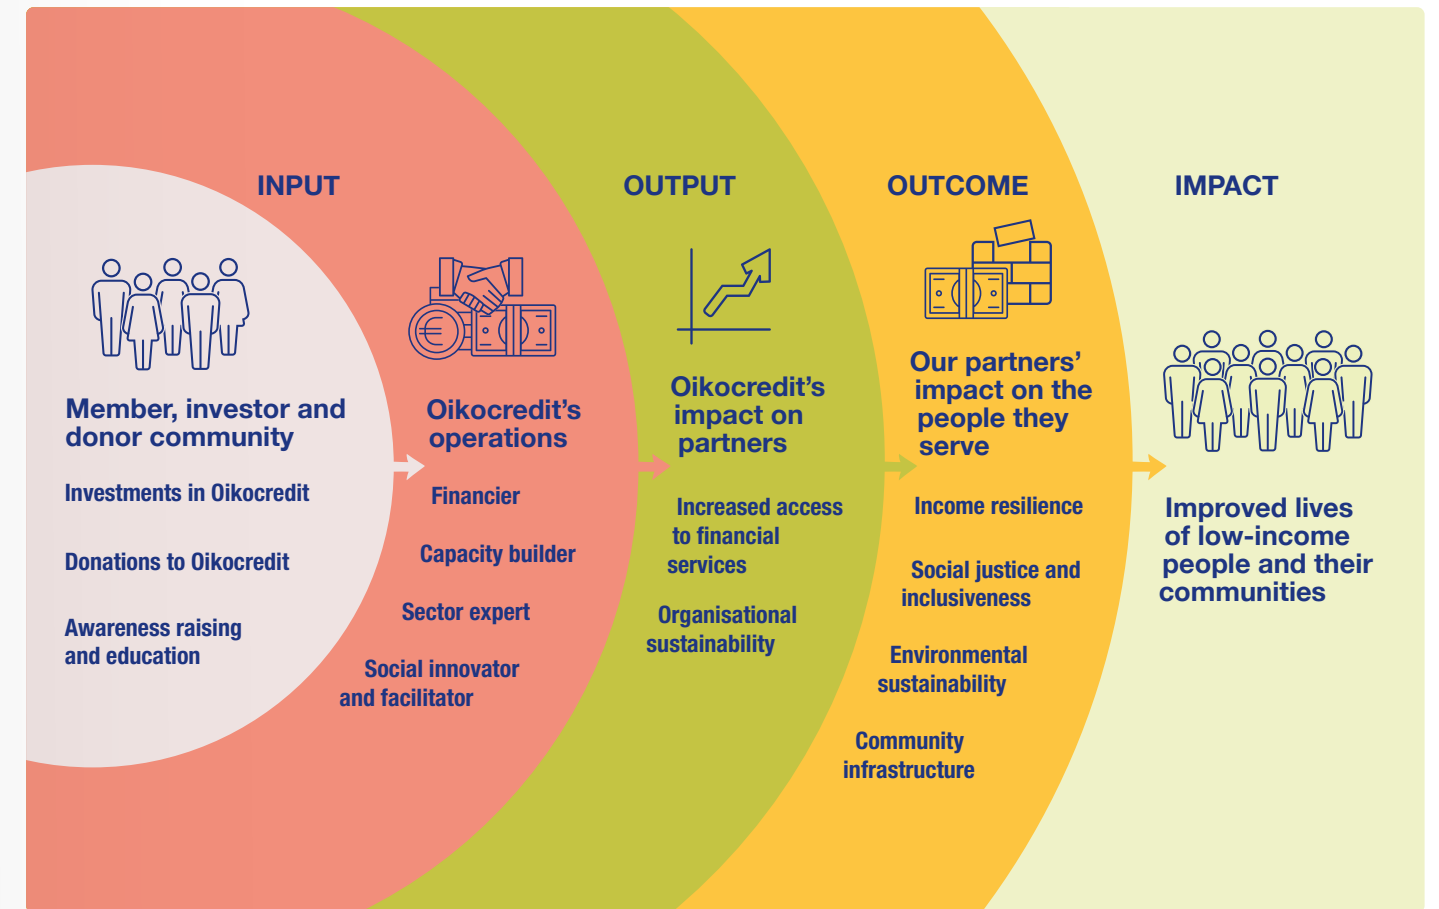 INPUT
OUTPUT
OUTCOME
IMPACT
Member, investor and
donor community
Investments in Oikocredit
Donations to Oikocredit
Awareness raising
and education
Oikocredit’s
operations
Financier
Capacity builder
Sector expert
Social innovator
and facilitator
Oikocredit’s
impact on
partners
Increased access
to financial
services
Organisational
sustainability
Our partners’
impact on the
people they
serve
Income resilience
Social justice and
inclusiveness
Environmental
sustainability
Community
infrastructure
Improved lives
of low-income
people and their
communities